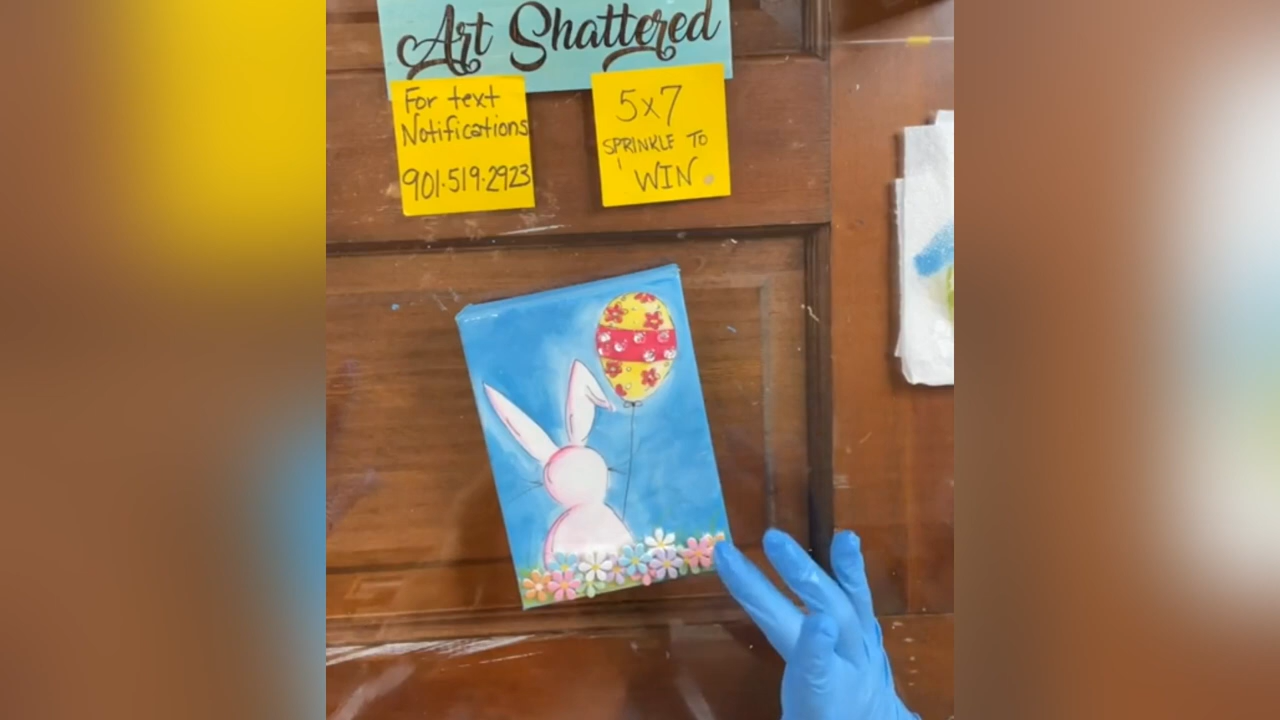 Art Shattered
For text
Notifications
901.519.2923
5x7
SPRINKLE TO
WIN